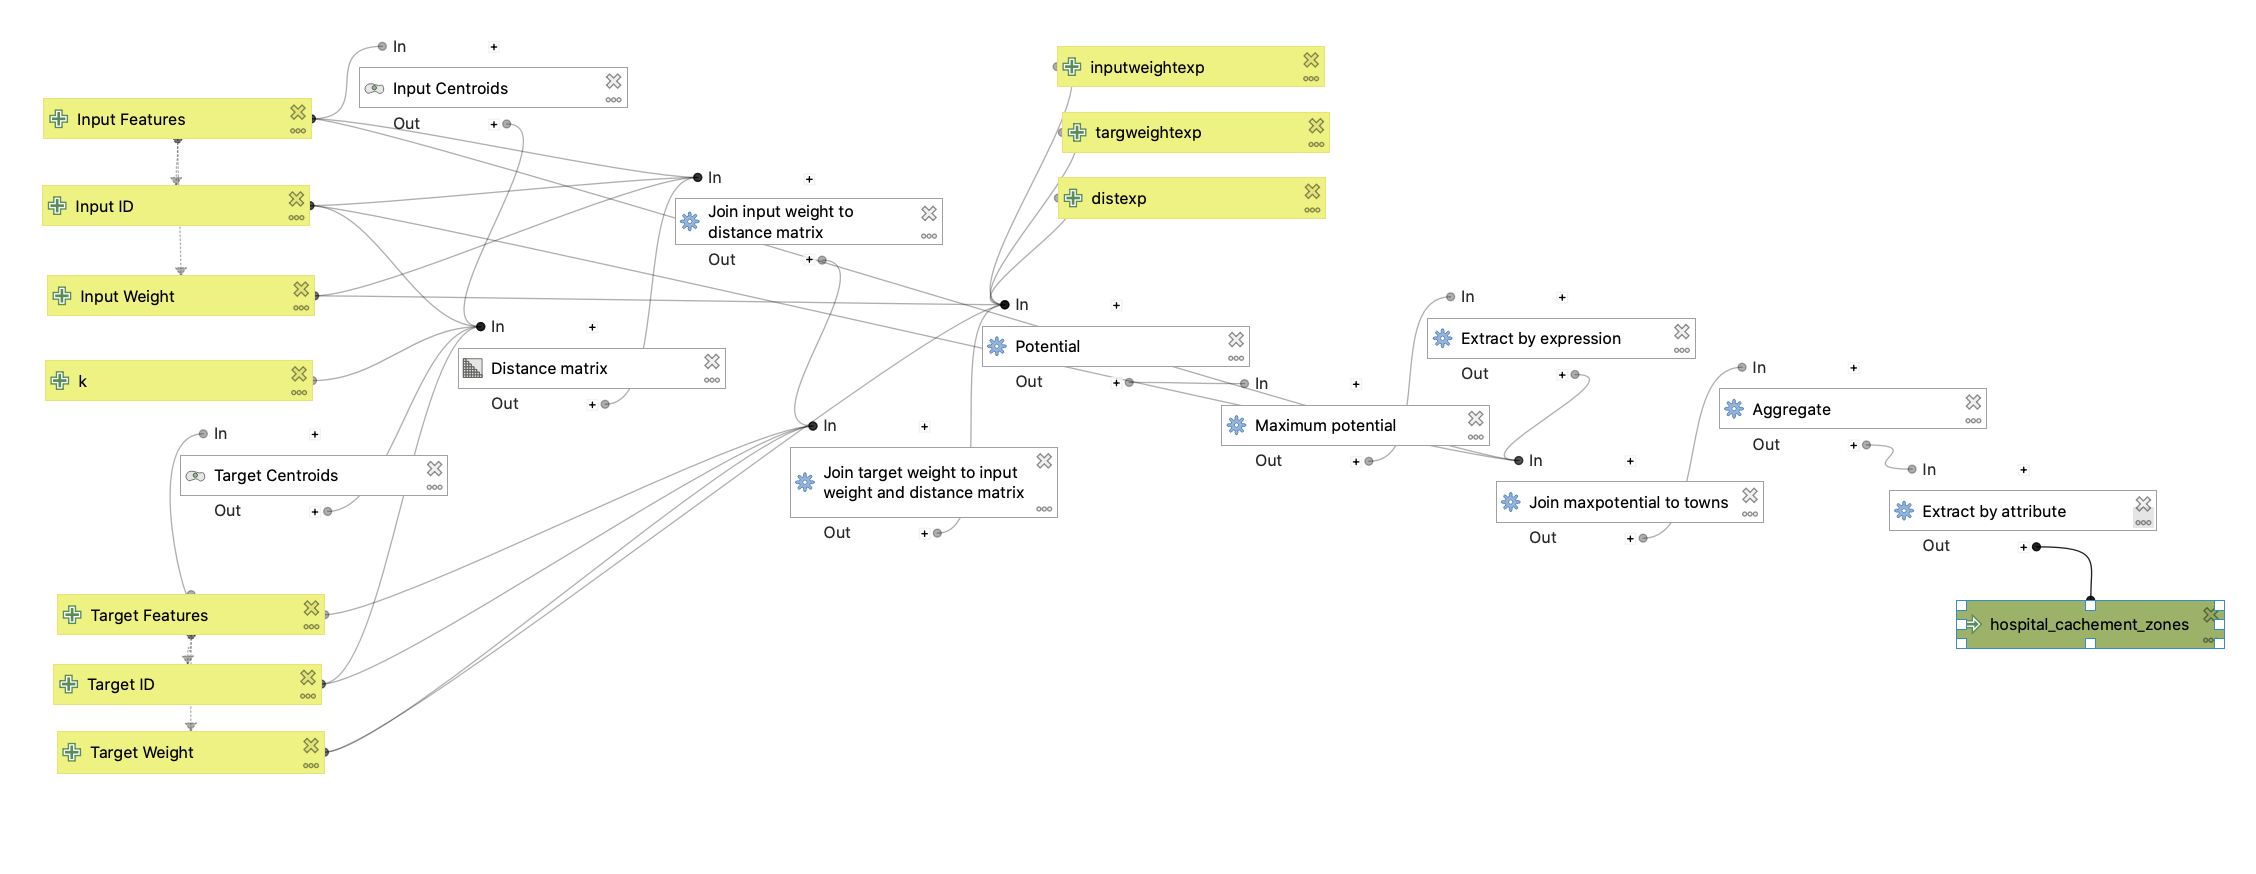 In
Input Centroids
Out
Input Features
Input ID
Input Weight
k
In
Target Centroids
Out
Target Features
Target ID
Target Weight
In
Distance matrix
Out
In
Join input weight to
distance matrix
Out
In
Join target weight to input
weight and distance matrix
Out
inputweightexp
targweightexp
distexp
In
Potential
Out
In
Maximum potential
Out
In
Extract by expression
Out
In
Join maxpotential to towns
Out
In
Aggregate
Out
In
Extract by attribute
Out
hospital_cachement_zones